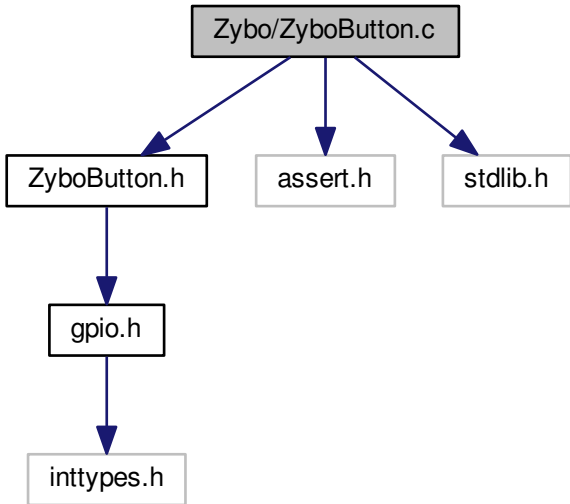 Zybo/ZyboButton.c
ZyboButton.h
assert.h
stdlib.h
gpio.h
inttypes.h